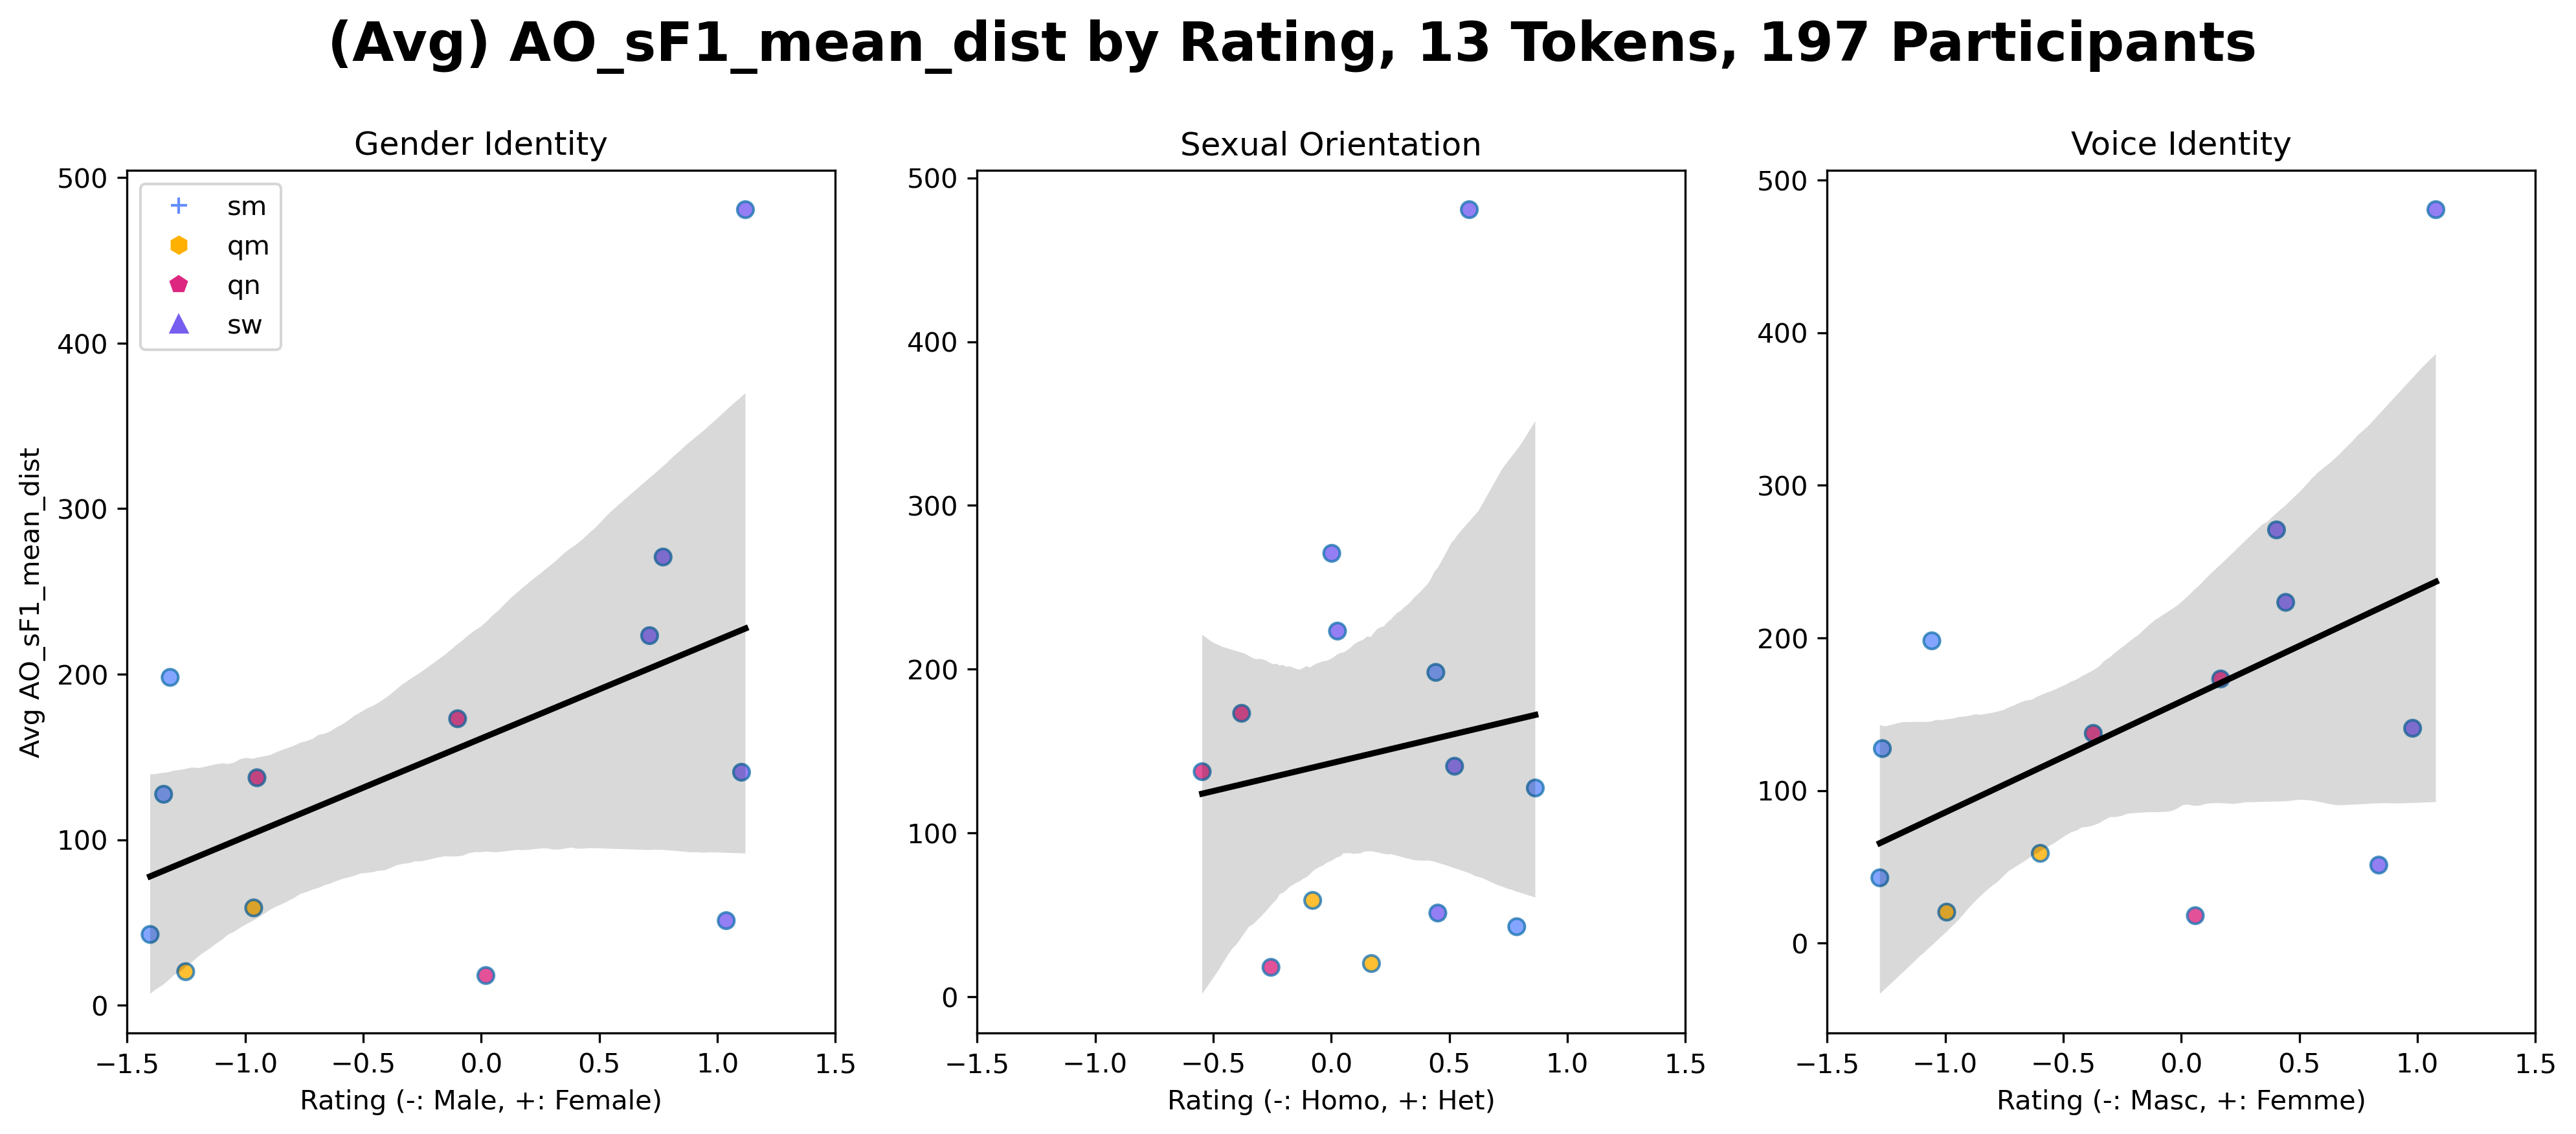 (Avg) AO_sF1_mean_dist by Rating, 13 Tokens, 197 Participants
Gender Identity
Avg AO_sF1_mean_dist
500
400
300
200
100
0
sm
qm
qn
sw
−1.5 −1.0 −0.5 0.0 0.5 1.0 1.5
Rating (-: Male, +: Female)
Sexual Orientation
500
400
300
200
100
0
−1.5 −1.0 −0.5 0.0 0.5 1.0 1.5
Rating (-: Homo, +: Het)
Voice Identity
500
400
300
200
100
0
−1.5 −1.0 −0.5 0.0 0.5 1.0 1.5
Rating (-: Masc, +: Femme)